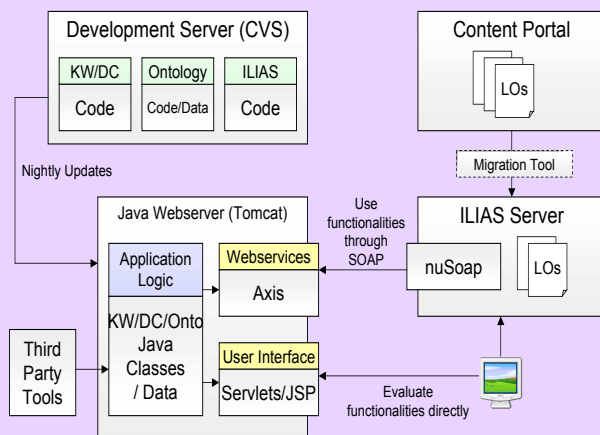 Development Server (CVS)
KW/DC
Ontology
ILIAS
Code
Code/Data
Code
Content Portal
LOs
Migration Tool
Nightly Updates
Java Webserver (Tomcat)
Use
functionalities
through
SOAP
ILIAS Server
nuSoap
LOs
Application
Logic
Webservices
Axis
KW/DC/Onto
Java
Classes
/ Data
User Interface
Servlets/JSP
Third
Party
Tools
Evaluate
functionalities directly